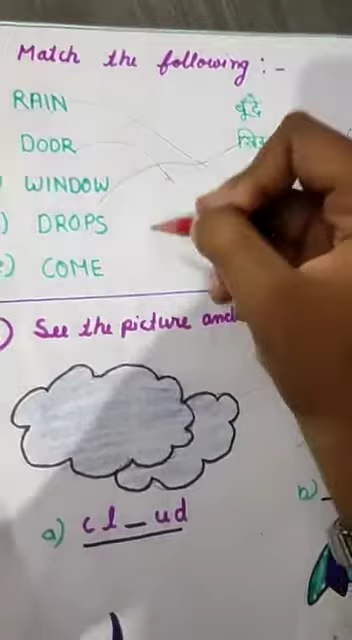 Match the following :-
RAIN बूँदे
DOOR
WINDOW
) DROPS
) COME
) See the picture and
a) cl_ud
b)